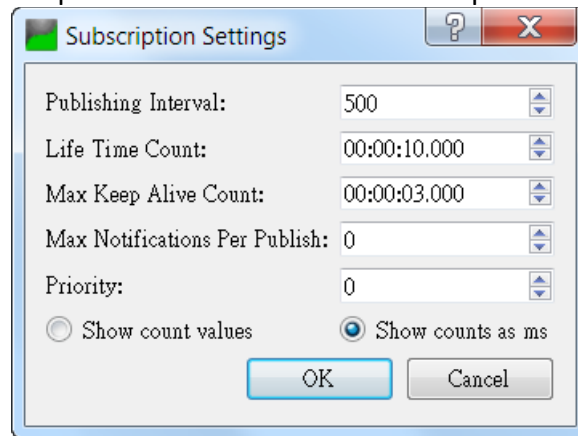 Subscription Settings
Publishing Interval: 500
Life Time Count: 00:00:10.000
Max Keep Alive Count: 00:00:03.000
Max Notifications Per Publish: 0
Priority: 0
Show count values Show counts as ms
OK Cancel